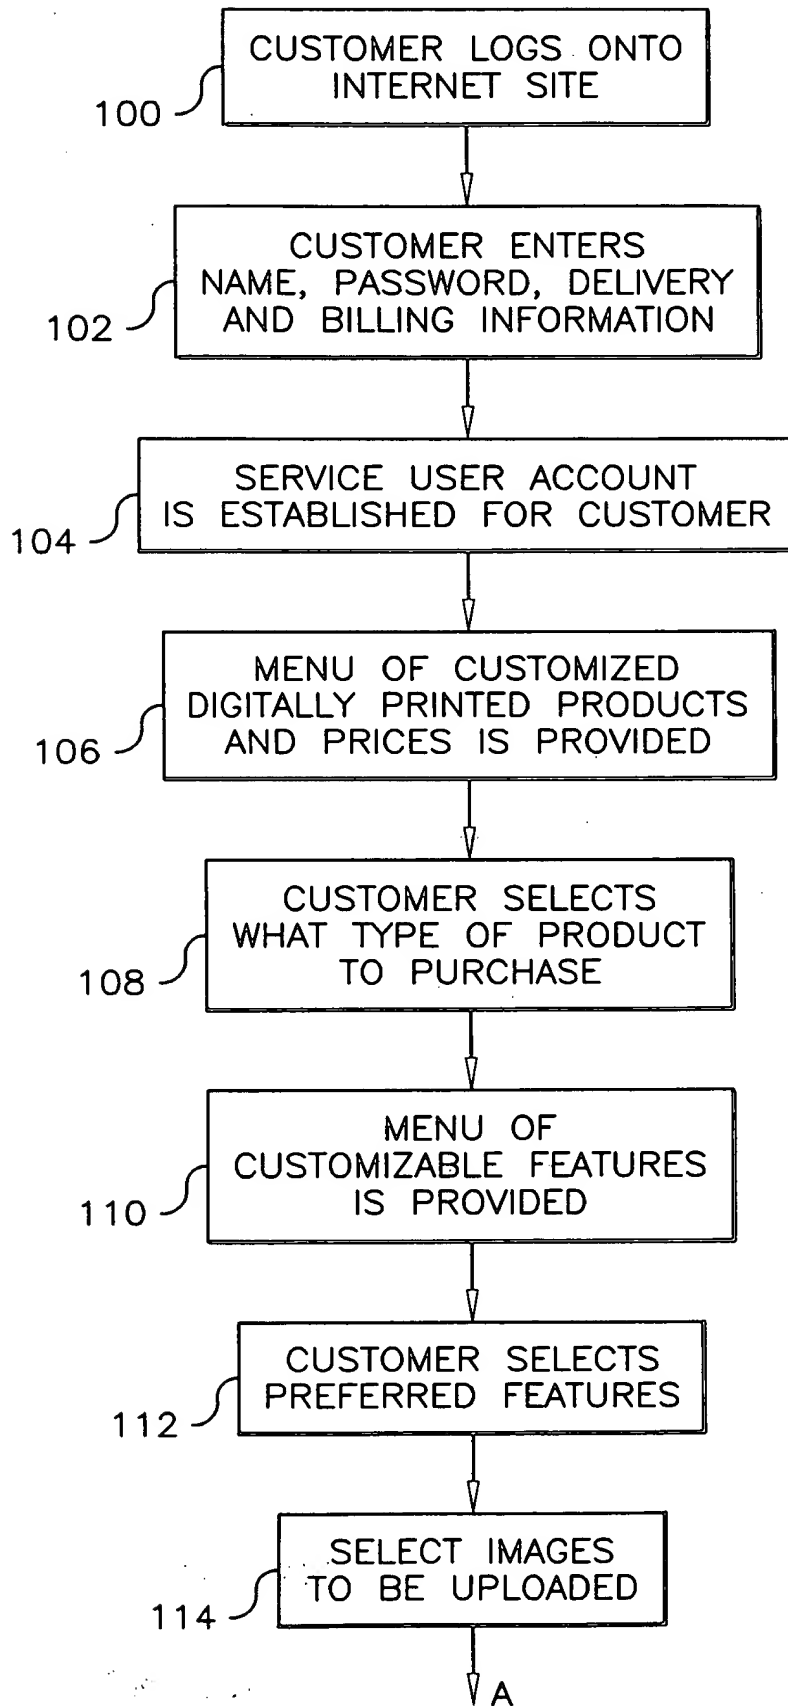 CUSTOMER LOGS ONTO
INTERNET SITE
100
CUSTOMER ENTERS
NAME, PASSWORD, DELIVERY
AND BILLING INFORMATION
102
SERVICE USER ACCOUNT
IS ESTABLISHED FOR CUSTOMER
104
MENU OF CUSTOMIZED
DIGITALLY PRINTED PRODUCTS
AND PRICES IS PROVIDED
106
CUSTOMER SELECTS
WHAT TYPE OF PRODUCT
TO PURCHASE
108
MENU OF
CUSTOMIZABLE FEATURES
IS PROVIDED
110
CUSTOMER SELECTS
PREFERRED FEATURES
112
SELECT IMAGES
TO BE UPLOADED
114
A